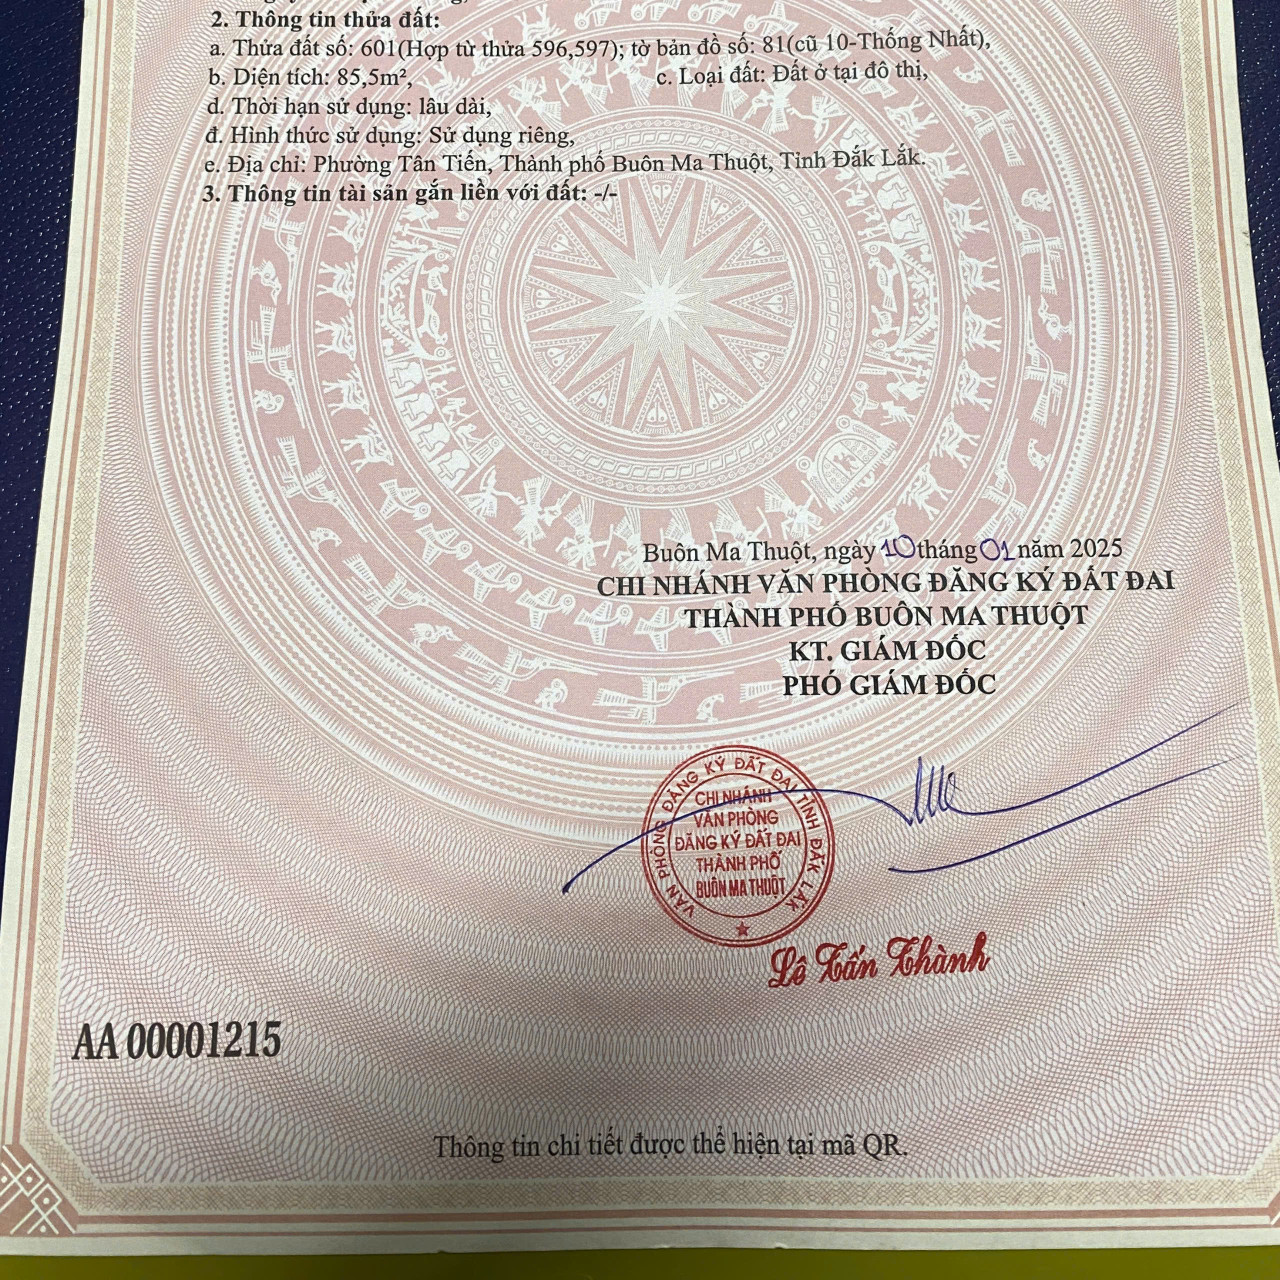 2. Thông tin thửa đất:
a. Thửa đất số: 601(Hợp từ thửa 596,597); tờ bản đồ số: 81(cũ 10-Thống Nhất),
b. Diện tích: 85,5m², c. Loại đất: Đất ở tại đô thị,
d. Thời hạn sử dụng: lâu dài,
đ. Hình thức sử dụng: Sử dụng riêng,
e. Địa chỉ: Phường Tân Tiến, Thành phố Buôn Ma Thuột, Tỉnh Đắk Lắk.
3. Thông tin tài sản gắn liền với đất: -/-
Buôn Ma Thuột, ngày 10 tháng 01 năm 2025
CHI NHÁNH VĂN PHÒNG ĐĂNG KÝ ĐẤT ĐAI
THÀNH PHỐ BUÔN MA THUỘT
KT. GIÁM ĐỐC
PHÓ GIÁM ĐỐC
VĂN PHÒNG ĐĂNG KÝ ĐẤT ĐAI TỈNH ĐẮK LẮK
CHI NHÁNH
VĂN PHÒNG
ĐĂNG KÝ ĐẤT ĐAI
THÀNH PHỐ
BUÔN MA THUỘT
Lê Tấn Thành
AA 00001215
Thông tin chi tiết được thể hiện tại mã QR.